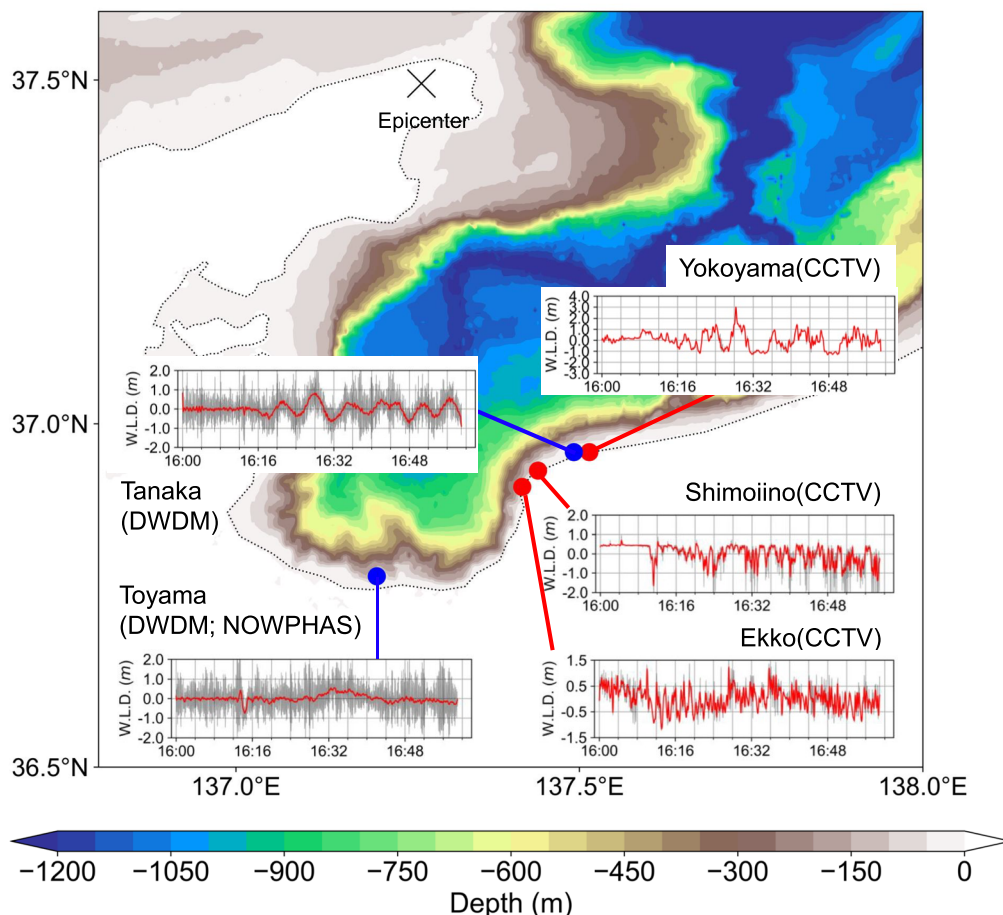 37.5°N
Epicenter
Yokoyama(CCTV)
W.L.D. (m)
4.0
3.0
2.0
1.0
0.0
-1.0
-2.0
-3.0
16:00
16:16
16:32
16:48
W.L.D. (m)
2.0
1.0
0.0
-1.0
-2.0
16:00
16:16
16:32
16:48
37.0°N
Tanaka
(DWDM)
Shimoiino(CCTV)
W.L.D. (m)
2.0
1.0
0.0
-1.0
-2.0
16:00
16:16
16:32
16:48
Toyama
(DWDM; NOWPHAS)
W.L.D. (m)
2.0
1.0
0.0
-1.0
-2.0
16:00
16:16
16:32
16:48
Ekko(CCTV)
W.L.D. (m)
1.5
0.5
-0.5
-1.5
16:00
16:16
16:32
16:48
36.5°N
137.0°E
137.5°E
138.0°E
−1200
−1050
−900
−750
−600
−450
−300
−150
0
Depth (m)